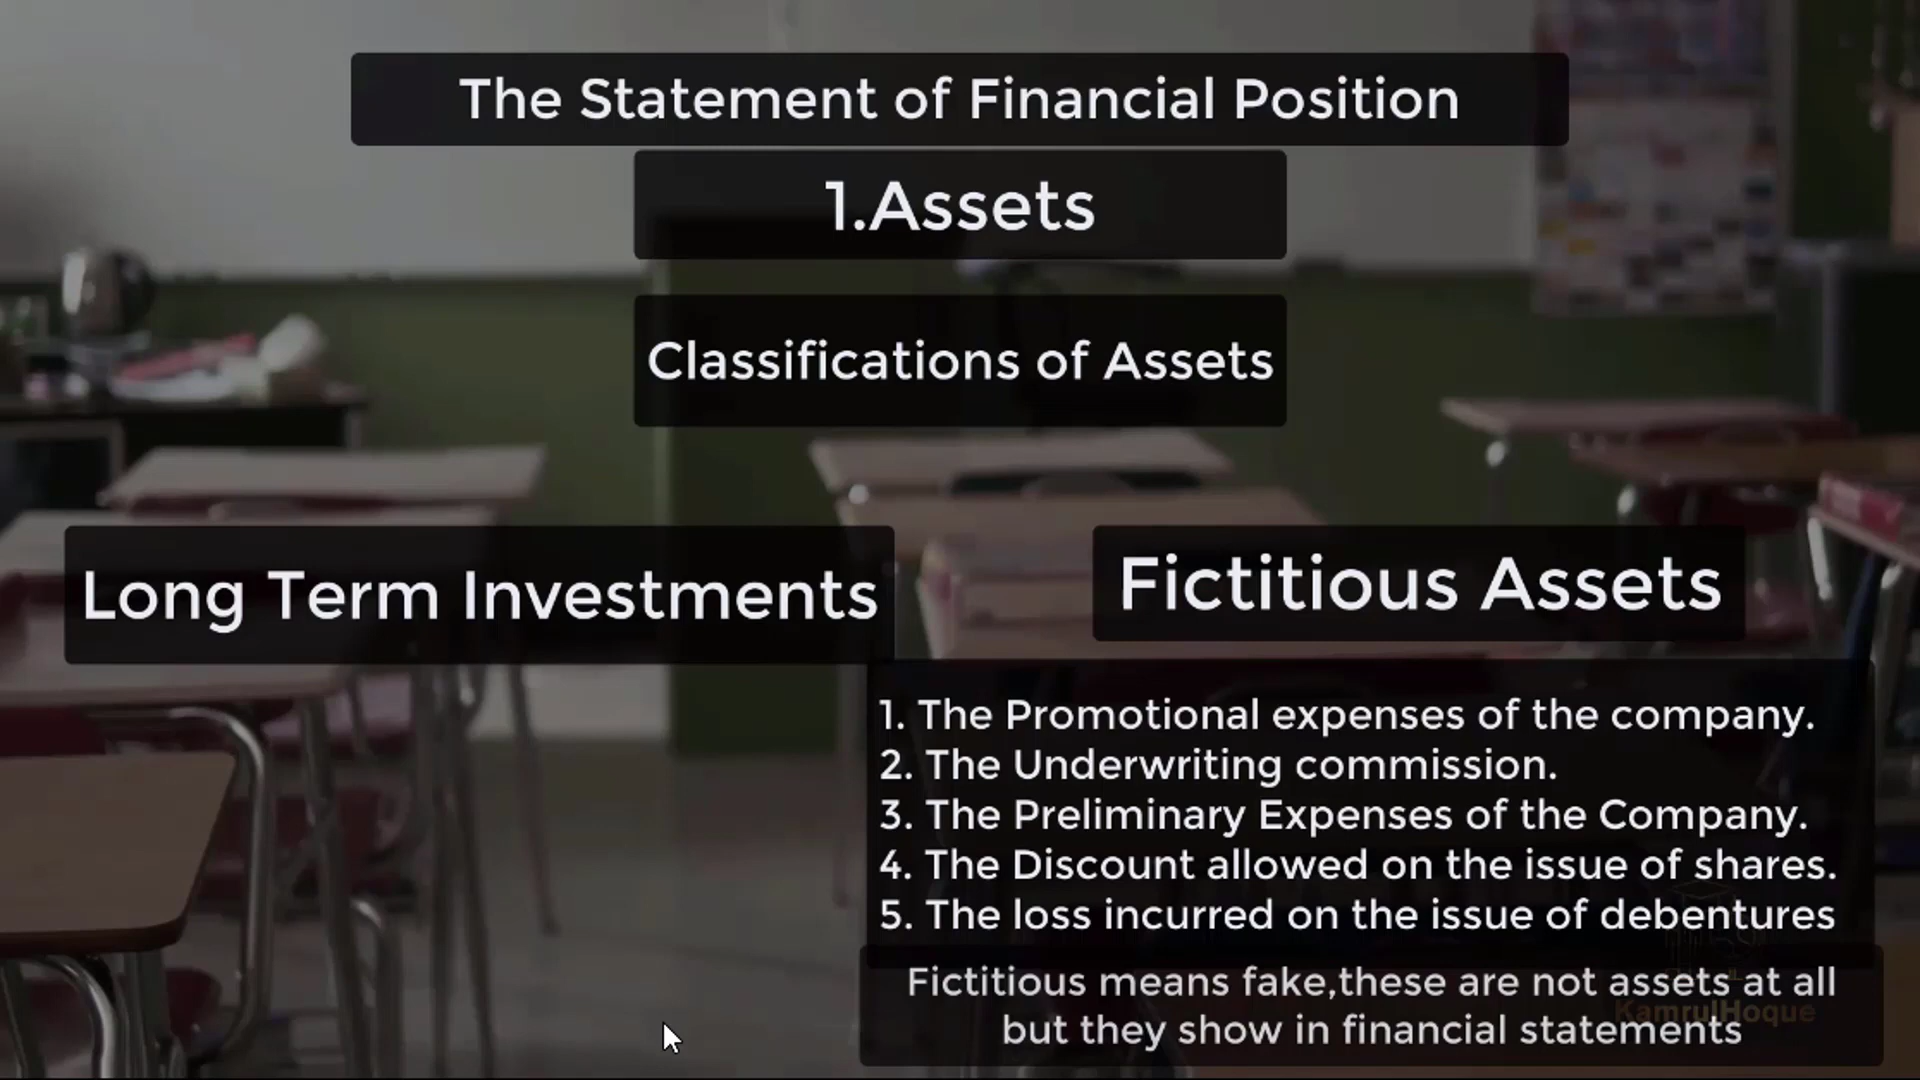 The Statement of Financial Position
1.Assets
Classifications of Assets
Long Term Investments
Fictitious Assets
1. The Promotional expenses of the company.
2. The Underwriting commission.
3. The Preliminary Expenses of the Company.
4. The Discount allowed on the issue of shares.
5. The loss incurred on the issue of debentures
Fictitious means fake,these are not assets at all
but they show in financial statements
KamrulHoque